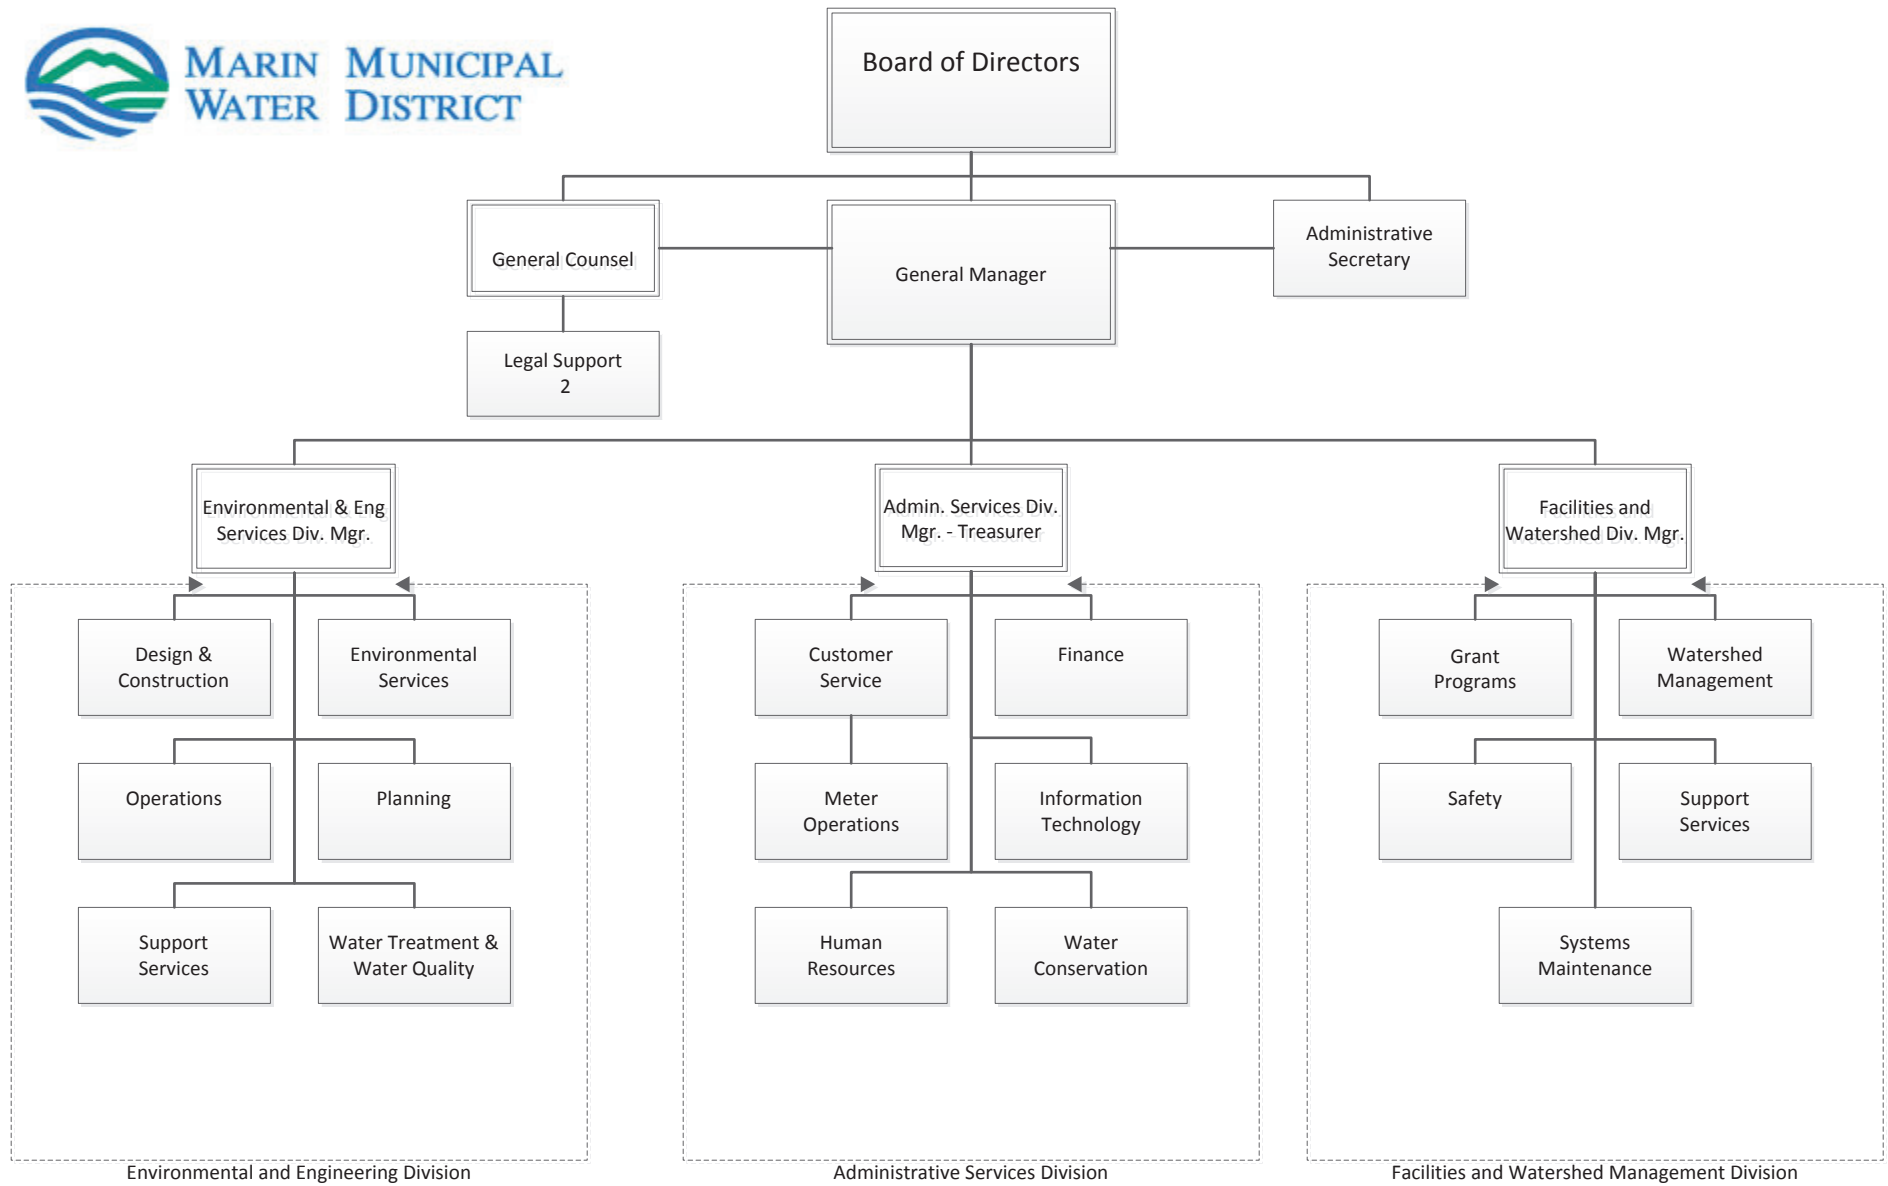 MARIN MUNICIPAL
WATER DISTRICT
Board of Directors
General Counsel
General Manager
Administrative
Secretary
Legal Support
2
Environmental & Eng
Services Div. Mgr.
Admin. Services Div.
Mgr. - Treasurer
Facilities and
Watershed Div. Mgr.
Design &
Construction
Environmental
Services
Operations
Planning
Support
Services
Water Treatment &
Water Quality
Environmental and Engineering Division
Customer
Service
Finance
Meter
Operations
Information
Technology
Human
Resources
Water
Conservation
Administrative Services Division
Grant
Programs
Watershed
Management
Safety
Support
Services
Systems
Maintenance
Facilities and Watershed Management Division